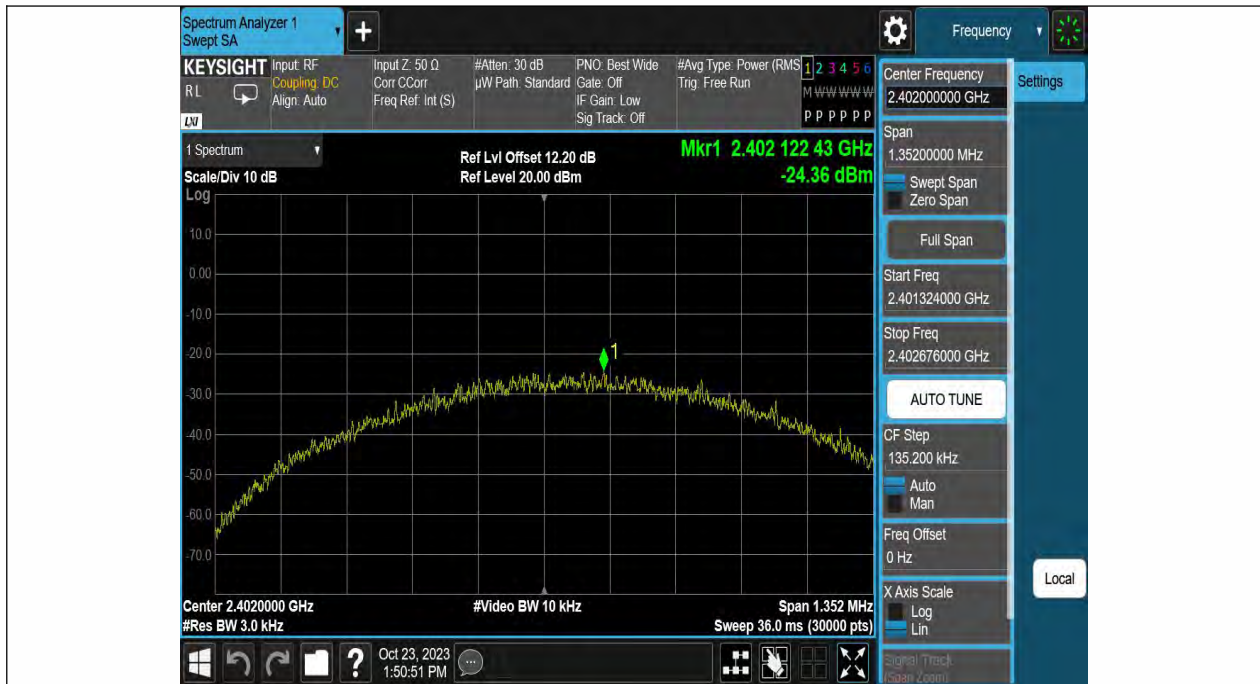 Spectrum Analyzer 1
Swept SA
+
Frequency
KEYSIGHT
R L
LXI
Input: RF
Coupling: DC
Align: Auto
Input Z: 50 Ω
Corr CCorr
Freq Ref: Int (S)
#Atten: 30 dB
µW Path: Standard
PNO: Best Wide
Gate: Off
IF Gain: Low
Sig Track: Off
#Avg Type: Power (RMS
Trig: Free Run
1 2 3 4 5 6
M W W W W W
P P P P P P
Center Frequency
2.402000000 GHz
Settings
Span
1.35200000 MHz
Swept Span
Zero Span
Full Span
Start Freq
2.401324000 GHz
Stop Freq
2.402676000 GHz
AUTO TUNE
CF Step
135.200 kHz
Auto
Man
Freq Offset
0 Hz
X Axis Scale
Log
Lin
Signal Track
(Span Zoom)
Local
1 Spectrum
Scale/Div 10 dB
Log
Ref Lvl Offset 12.20 dB
Ref Level 20.00 dBm
Mkr1 2.402 122 43 GHz
-24.36 dBm
10.0
0.00
-10.0
-20.0
-30.0
-40.0
-50.0
-60.0
-70.0
1
Center 2.4020000 GHz
#Res BW 3.0 kHz
#Video BW 10 kHz
Span 1.352 MHz
Sweep 36.0 ms (30000 pts)
?
Oct 23, 2023
1:50:51 PM